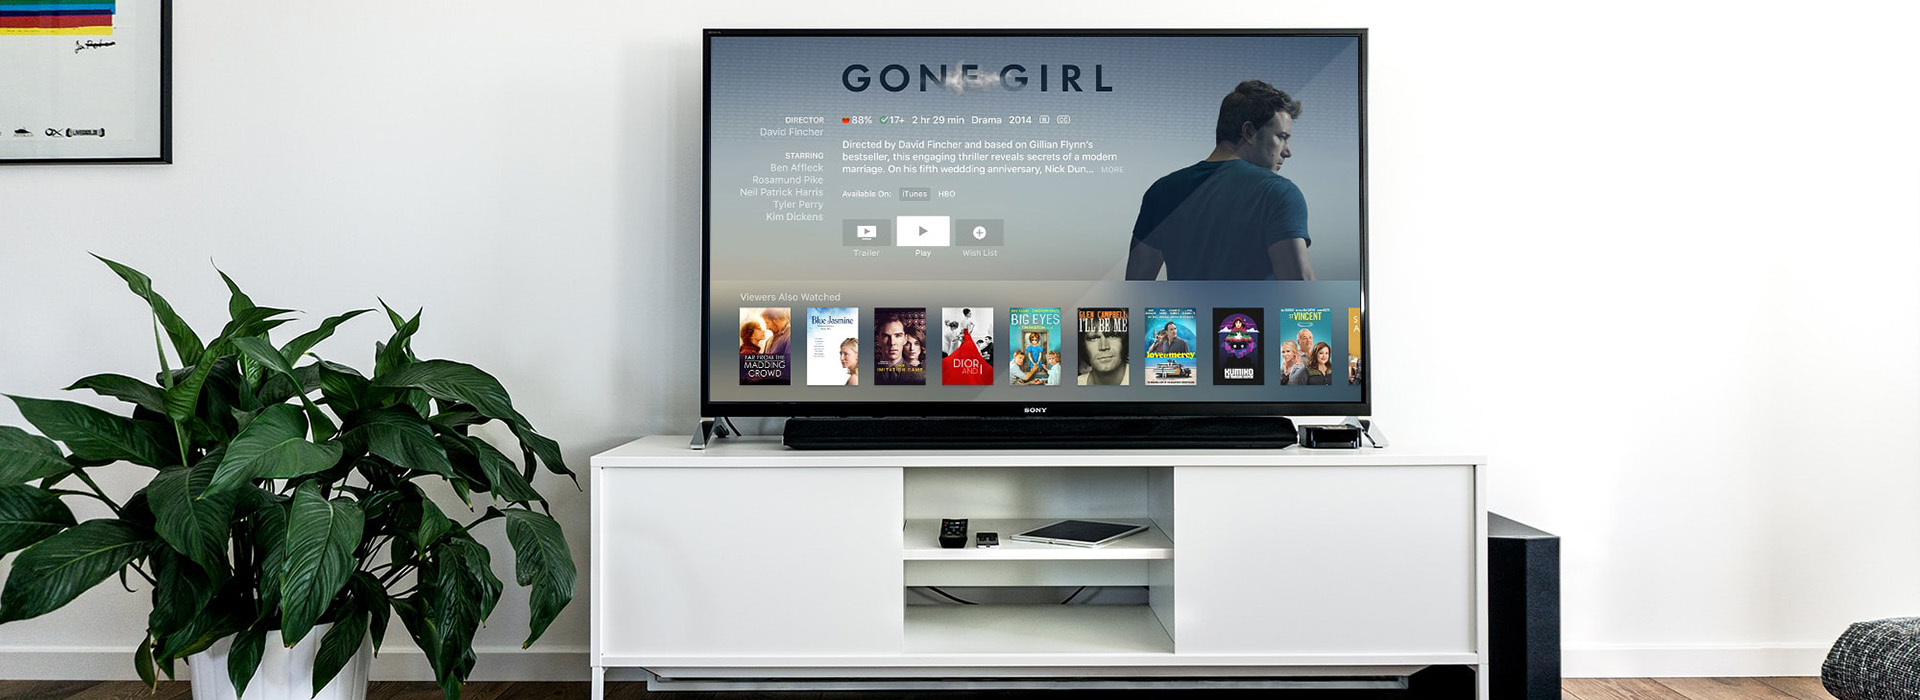 GONE GIRL
DIRECTOR
David Fincher
STARRING
Ben Affleck
Rosamund Pike
Neil Patrick Harris
Tyler Perry
Kim Dickens
88% 17+ 2 hr 29 min Drama 2014 CC
Directed by David Fincher and based on Gillian Flynn's
bestseller, this engaging thriller reveals secrets of a modern
marriage. On his fifth weddding anniversary, Nick Dun... MORE
Available On: iTunes HBO
Trailer
Play
Wish List
Viewers Also Watched
FAR FROM THE
MADDING
CROWD
Blue Jasmine
IMITATION GAME
DIOR
AND I
BIG EYES
GLEN CAMPBELL
I'LL BE ME
love&mercy
KUMIKO
ST. VINCENT
S
A
SONY